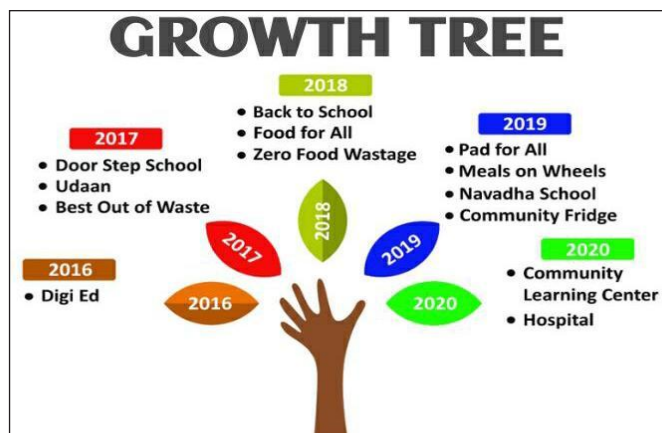 GROWTH TREE
2016
• Digi Ed
2017
• Door Step School
• Udaan
• Best Out of Waste
2018
• Back to School
• Food for All
• Zero Food Wastage
2019
• Pad for All
• Meals on Wheels
• Navadha School
• Community Fridge
2020
• Community
Learning Center
• Hospital
2016
2017
2018
2019
2020